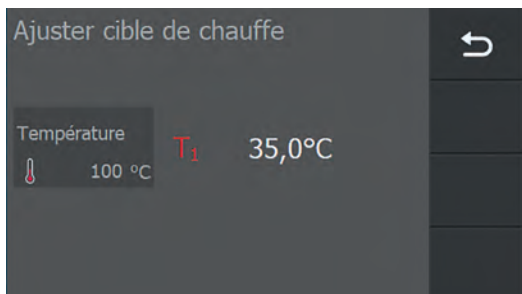 Ajuster cible de chauffe
Température
T₁ 35,0°C
100 °C